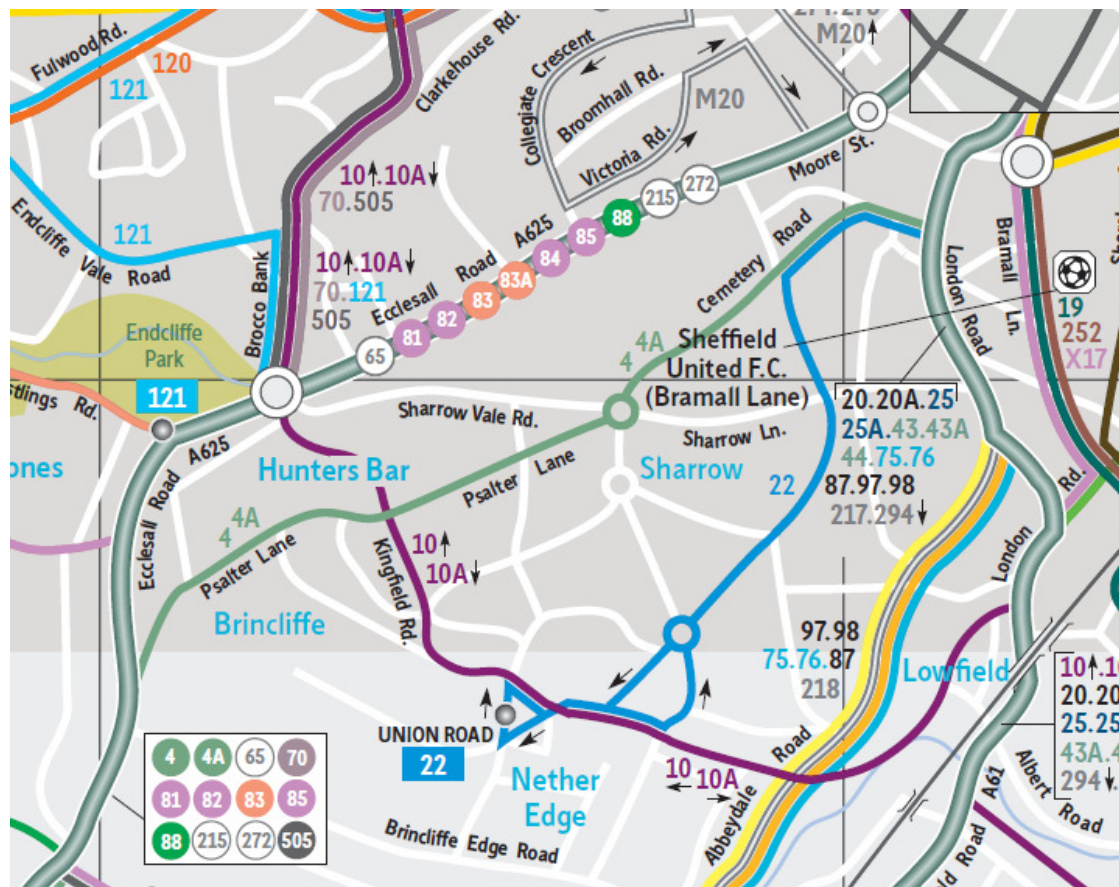 Fulwood Rd.
120
121
Clarkehouse Rd.
Collegiate Crescent
Broomhall Rd.
Victoria Rd.
M20
M20↑
Moore St.
10↑.10A↓
70.505
Endcliffe Vale Road
121
10↑.10A↓
70.121
505
Brocco Bank
Ecclesall Road A625
65
81
82
83
83A
84
85
88
215
272
Cemetery Road
4A
4
London Road
Bramall Ln.
19
252
X17
Endcliffe
Park
121
Sheffield
United F.C.
(Bramall Lane)
20.20A.25
25A.43.43A
44.75.76
87.97.98
217.294↓
Rd.
Sharrow Vale Rd.
Sharrow Ln.
Hunters Bar
Sharrow
22
Psalter Lane
Ecclesall Road A625
4A
4
Psalter Lane
Kingfield Rd.
10↑
10A↓
London
Brincliffe
97.98
75.76.87
218
Lowfield
UNION ROAD
22
Nether
Edge
10
10A
Abbeydale Road
Brincliffe Edge Road
A61
Albert Road
Road
20.20
294↓
4 4A 65 70
81 82 83 85
88 215 272 505